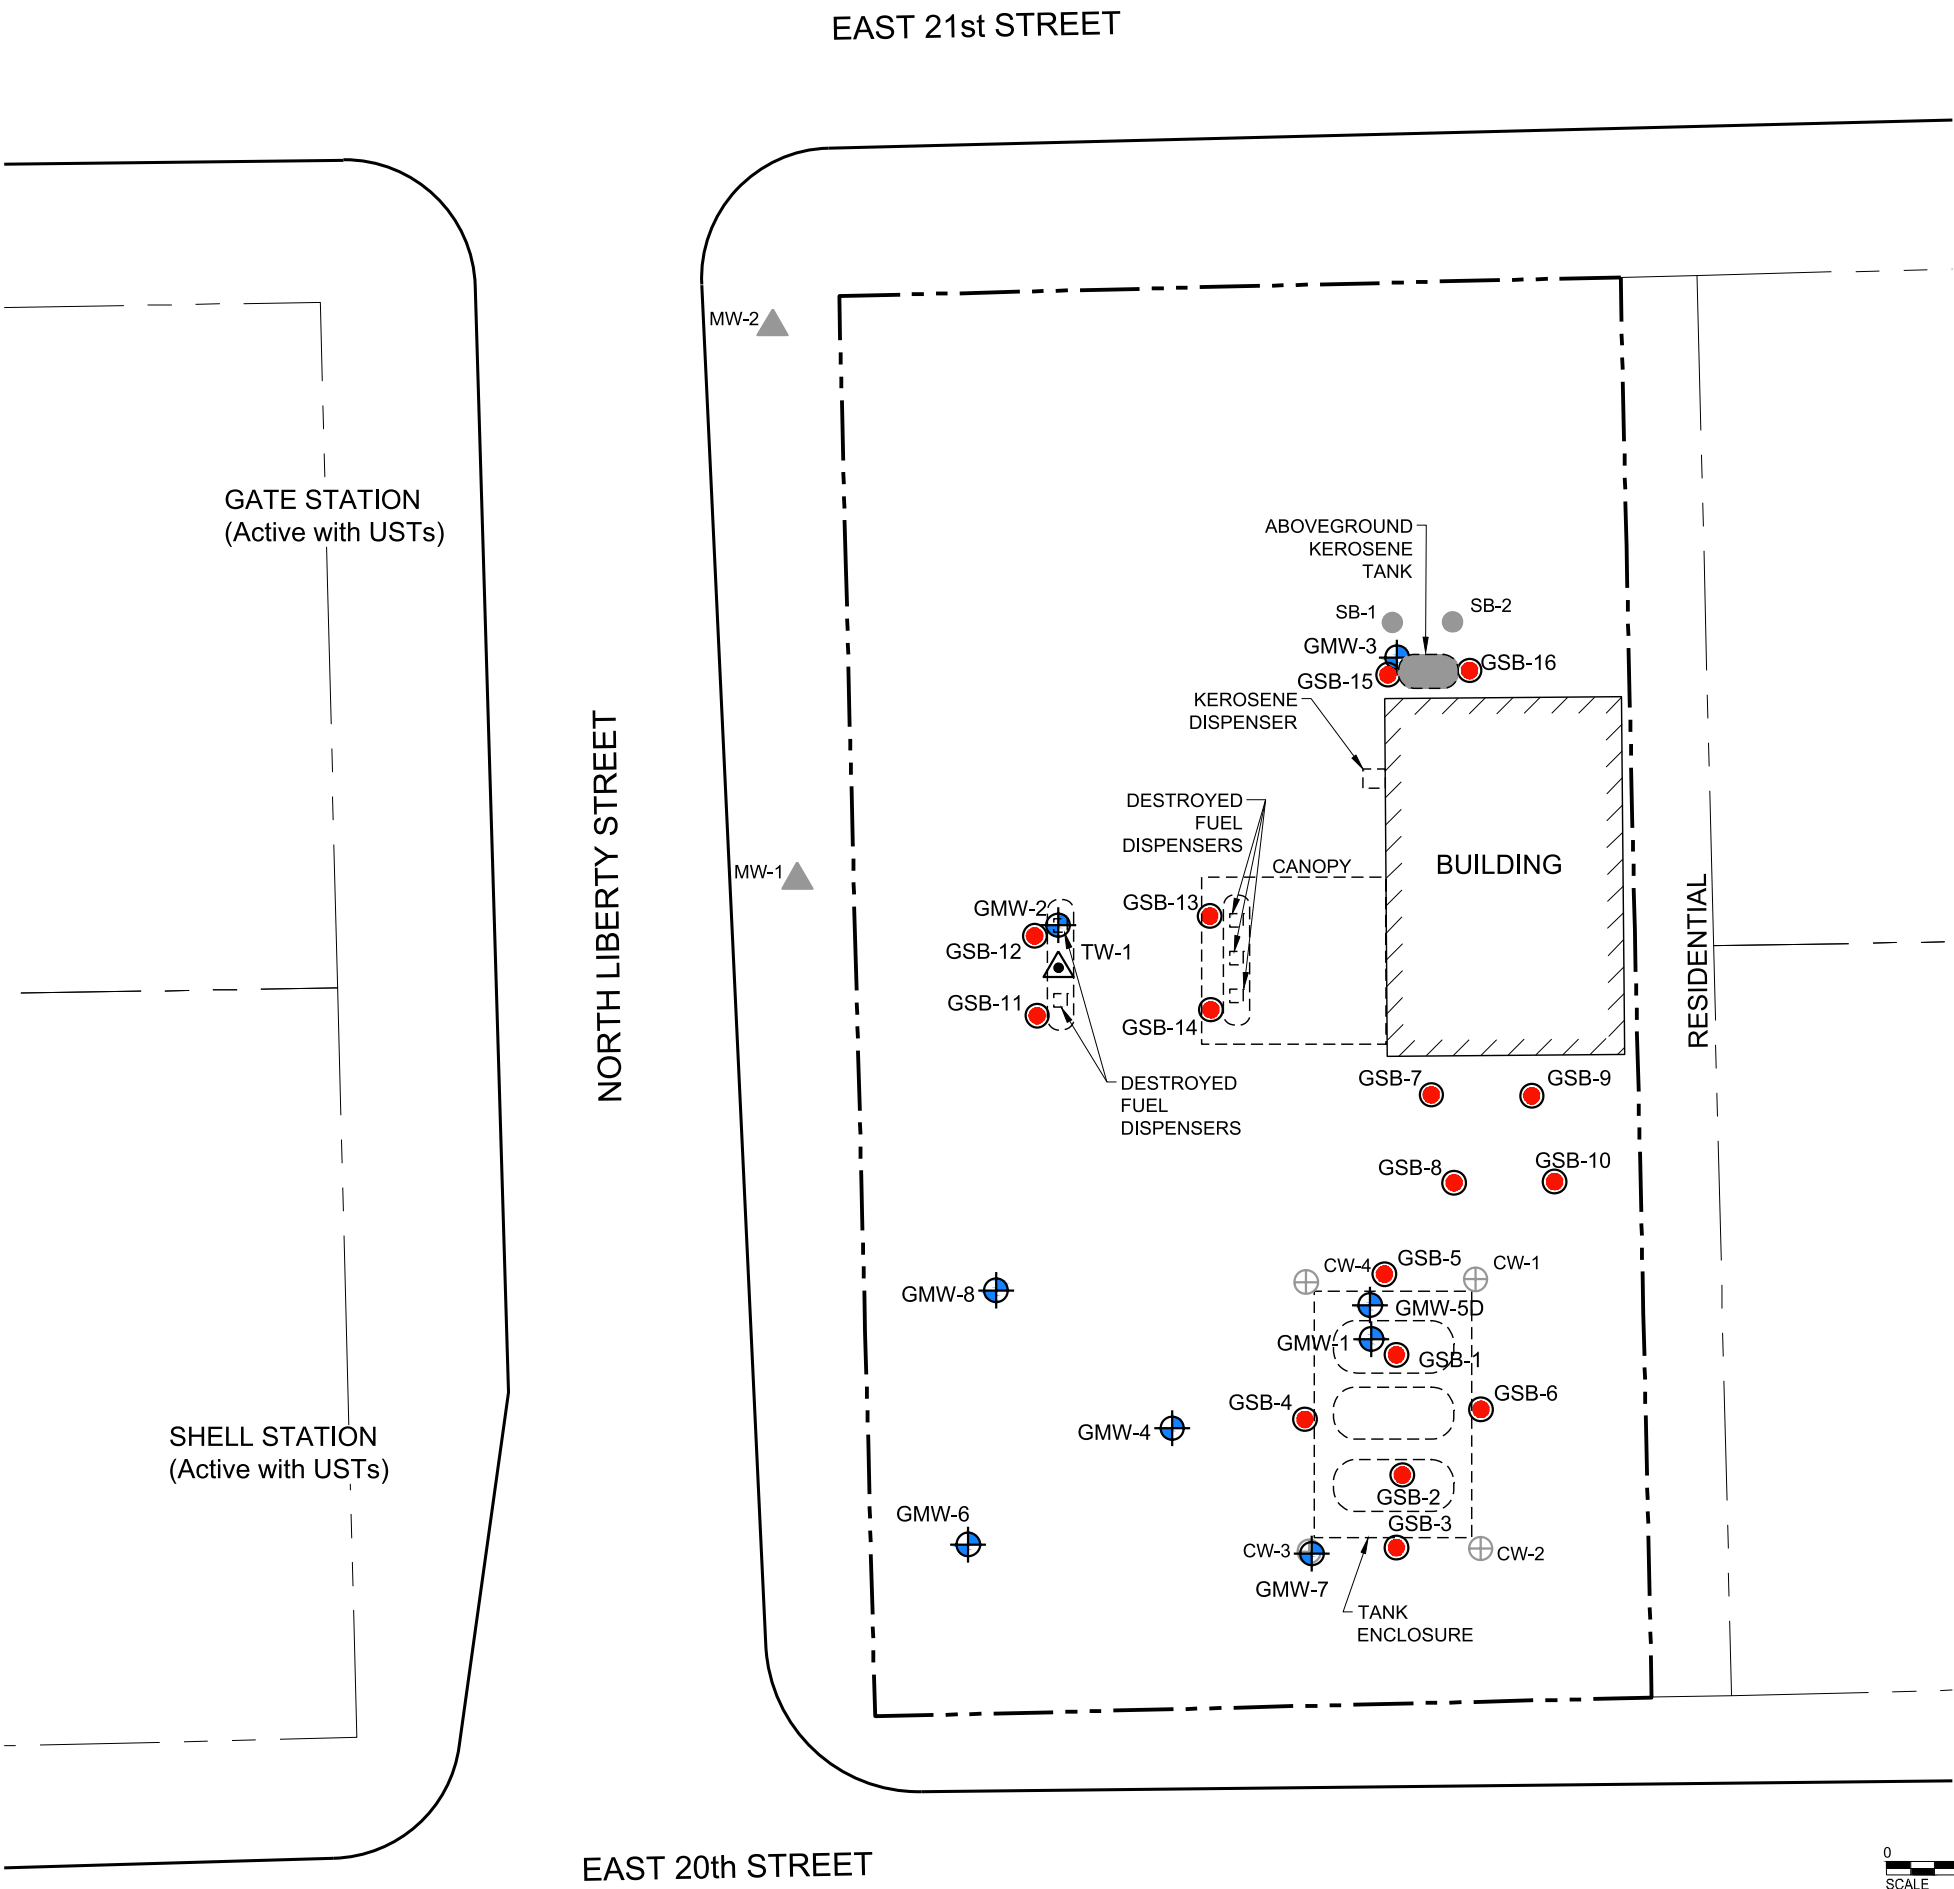 EAST 21st STREET
MW-2
GATE STATION
(Active with USTs)
ABOVEGROUND
KEROSENE
TANK
SB-1
SB-2
GMW-3
GSB-16
GSB-15
KEROSENE
DISPENSER
NORTH LIBERTY STREET
DESTROYED
FUEL
DISPENSERS
CANOPY
BUILDING
MW-1
RESIDENTIAL
GMW-2
GSB-13
GSB-12
TW-1
GSB-11
GSB-14
DESTROYED
FUEL
DISPENSERS
GSB-7
GSB-9
GSB-8
GSB-10
CW-4
GSB-5
CW-1
GMW-8
GMW-5D
GMW-1
GSB-1
GSB-4
GSB-6
GMW-4
SHELL STATION
(Active with USTs)
GSB-2
GMW-6
GSB-3
CW-3
CW-2
GMW-7
TANK
ENCLOSURE
EAST 20th STREET
0
SCALE